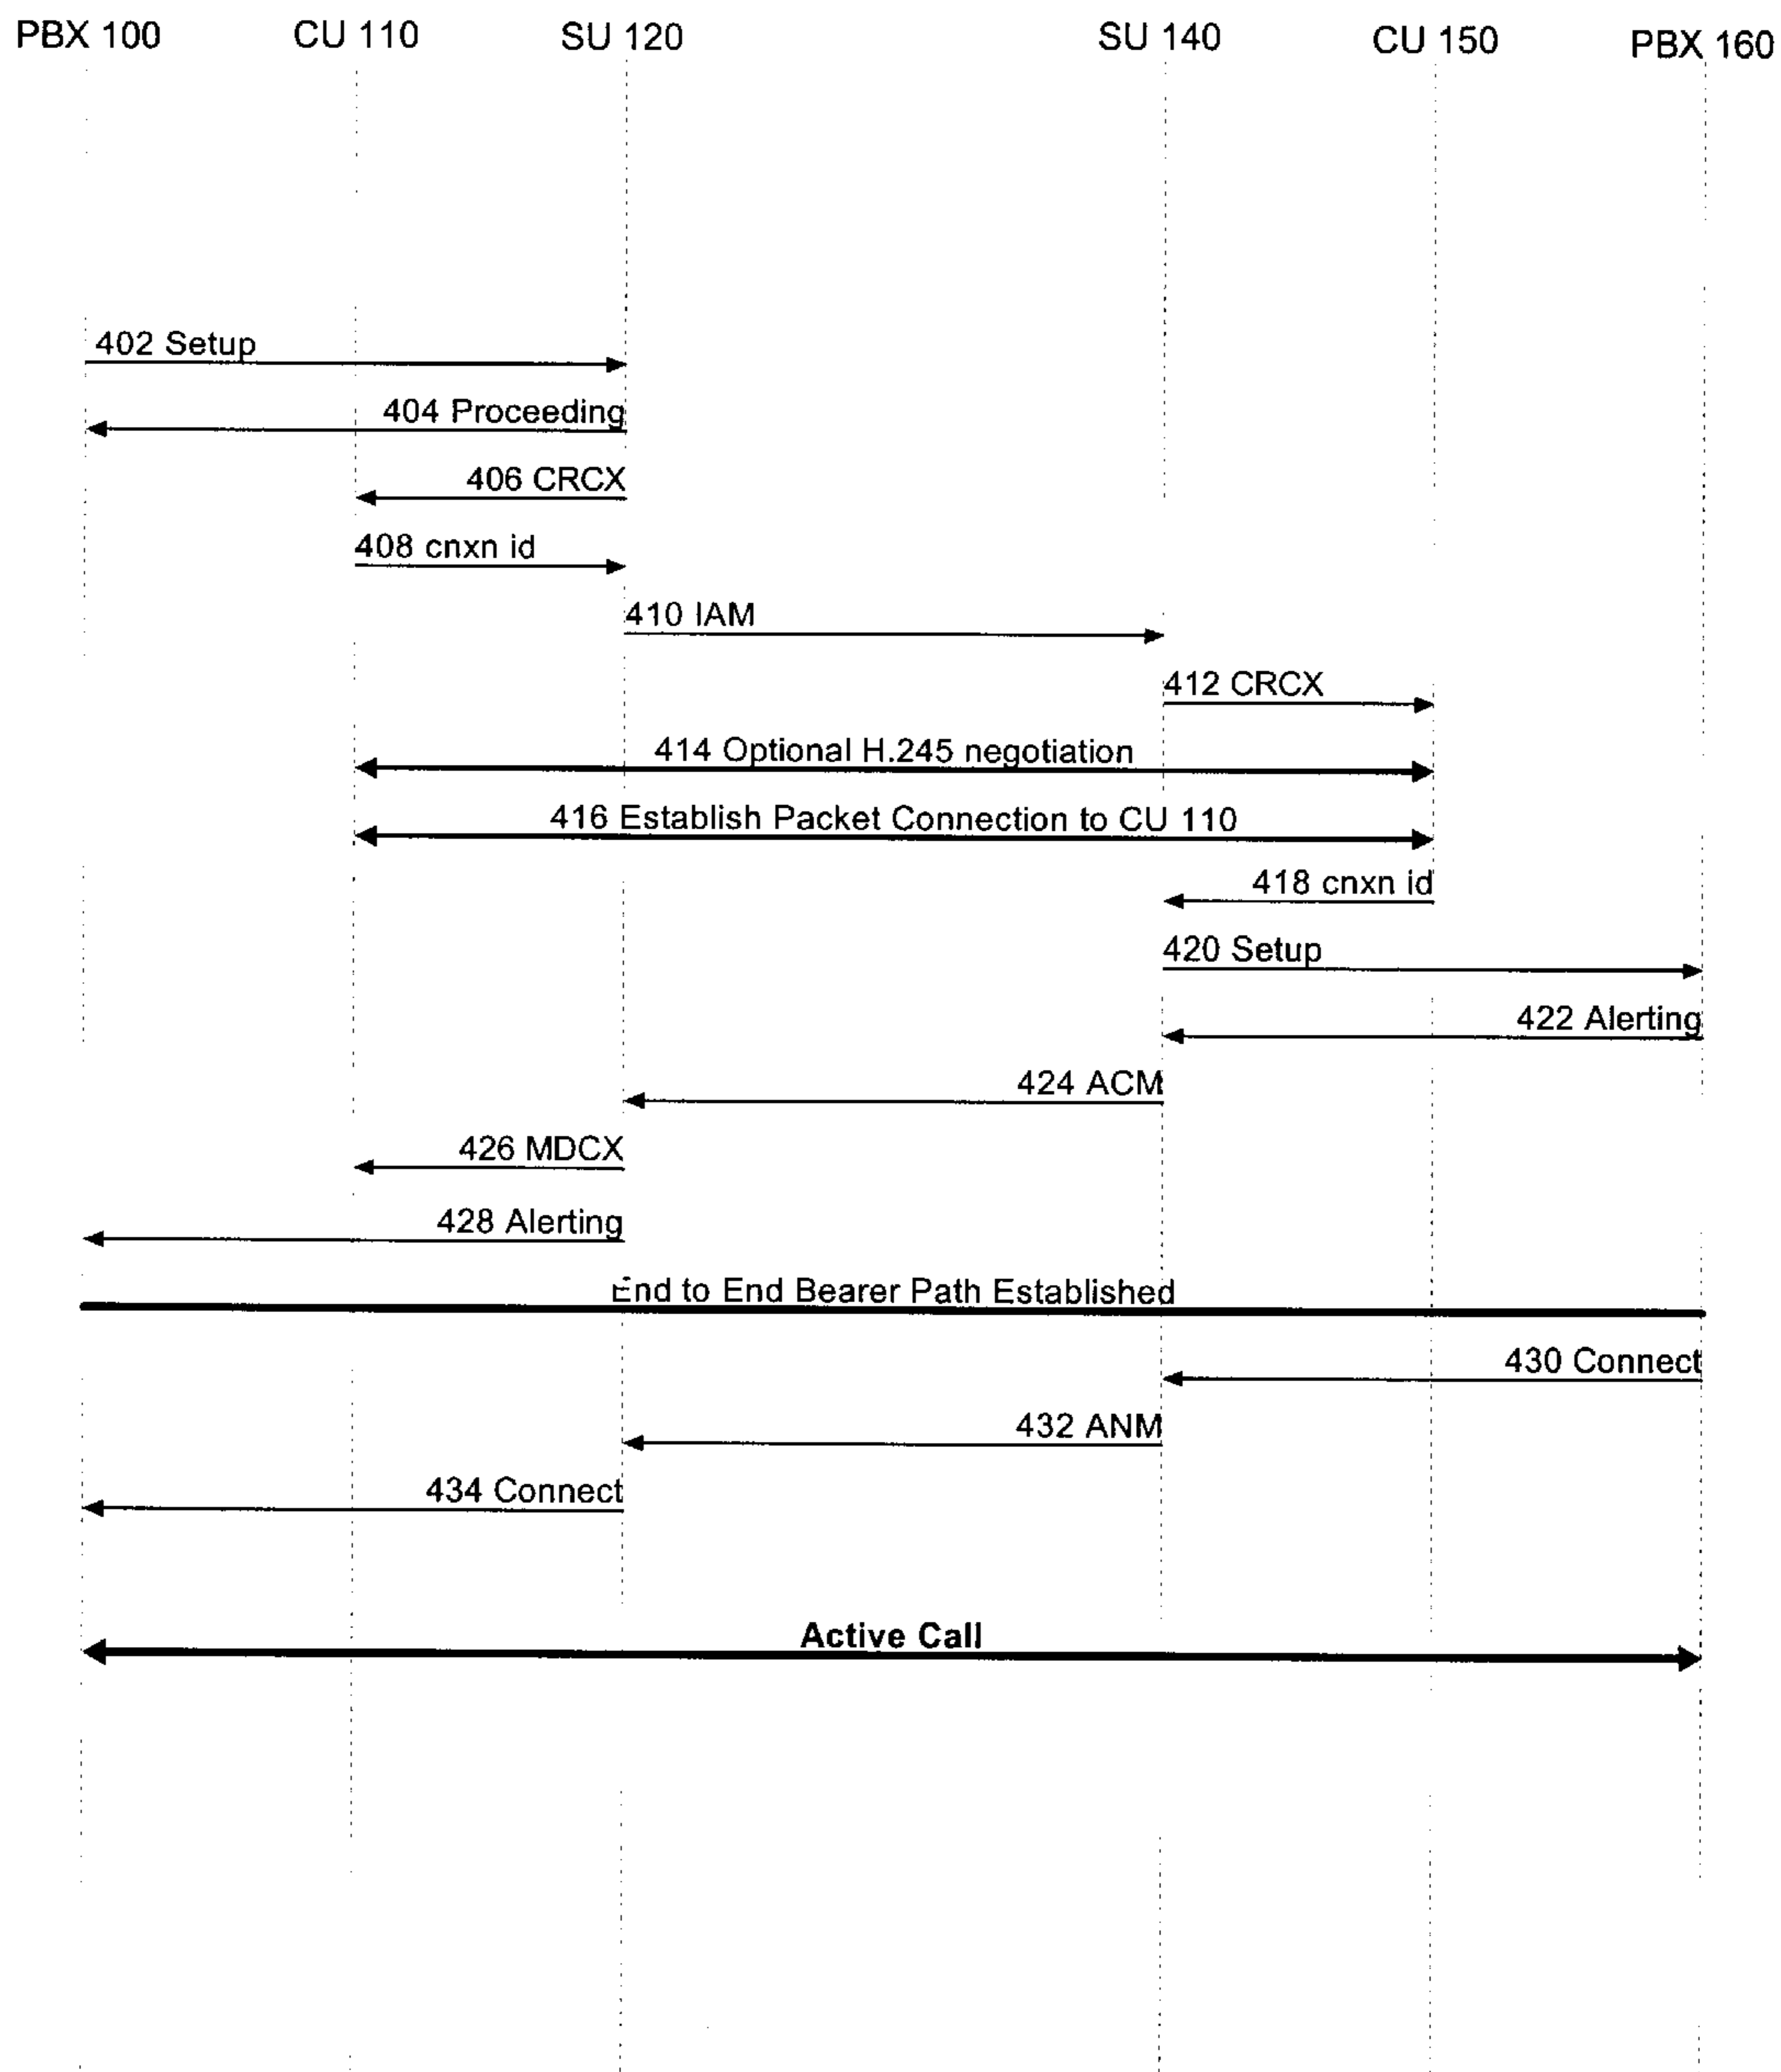 PBX 100 CU 110 SU 120 SU 140 CU 150 PBX 160
402 Setup
404 Proceeding
406 CRCX
408 cnxn id
410 IAM
412 CRCX
414 Optional H.245 negotiation
416 Establish Packet Connection to CU 110
418 cnxn id
420 Setup
422 Alerting
424 ACM
426 MDCX
428 Alerting
End to End Bearer Path Established
430 Connect
432 ANM
434 Connect
Active Call